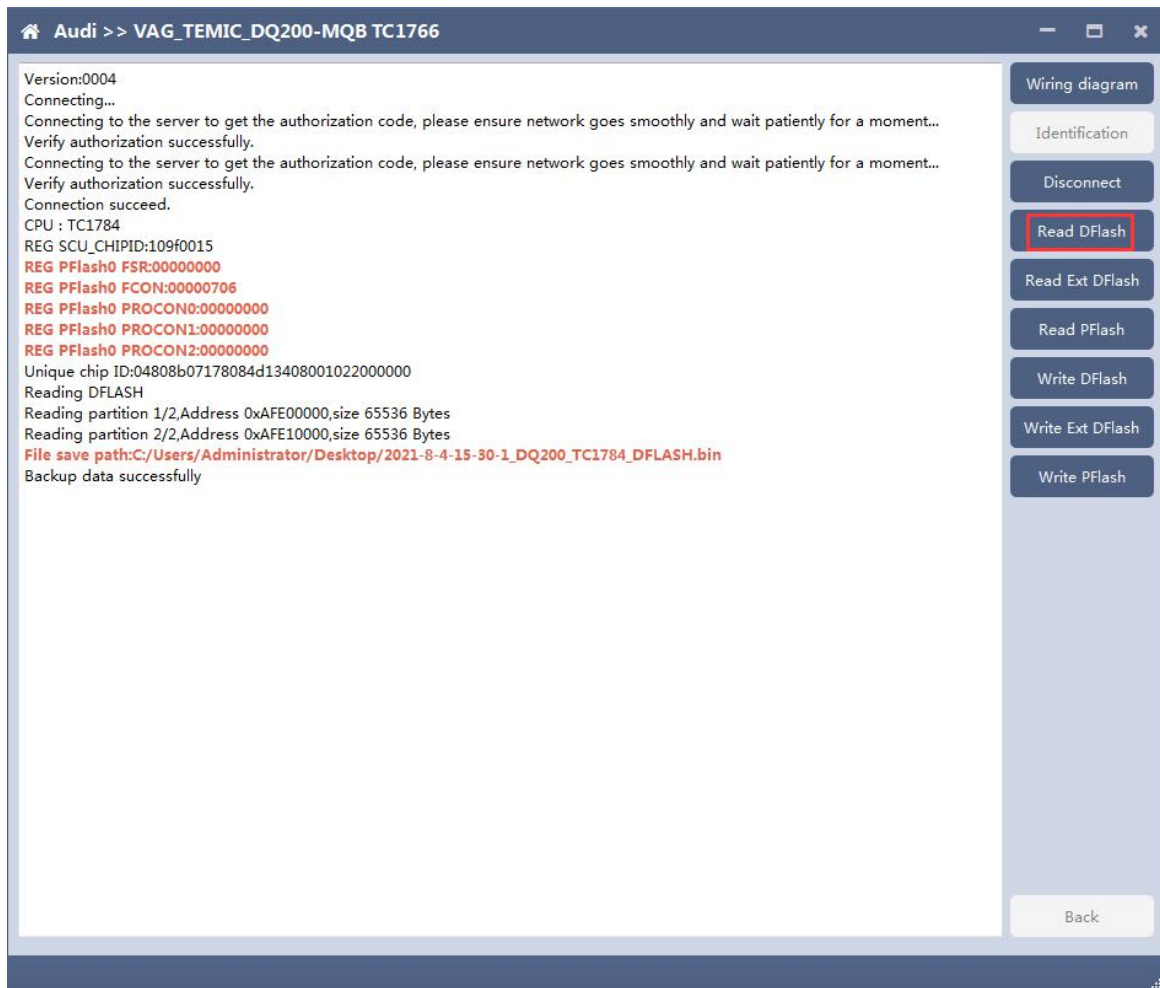 Audi >> VAG_TEMIC_DQ200-MQB TC1766
Version:0004
Connecting...
Connecting to the server to get the authorization code, please ensure network goes smoothly and wait patiently for a moment...
Verify authorization successfully.
Connecting to the server to get the authorization code, please ensure network goes smoothly and wait patiently for a moment...
Verify authorization successfully.
Connection succeed.
CPU : TC1784
REG SCU_CHIPID:109f0015
REG PFlash0 FSR:00000000
REG PFlash0 FCON:00000706
REG PFlash0 PROCON0:00000000
REG PFlash0 PROCON1:00000000
REG PFlash0 PROCON2:00000000
Unique chip ID:04808b07178084d13408001022000000
Reading DFLASH
Reading partition 1/2,Address 0xAFE00000,size 65536 Bytes
Reading partition 2/2,Address 0xAFE10000,size 65536 Bytes
File save path:C:/Users/Administrator/Desktop/2021-8-4-15-30-1_DQ200_TC1784_DFLASH.bin
Backup data successfully
Wiring diagram
Identification
Disconnect
Read DFlash
Read Ext DFlash
Read PFlash
Write DFlash
Write Ext DFlash
Write PFlash
Back